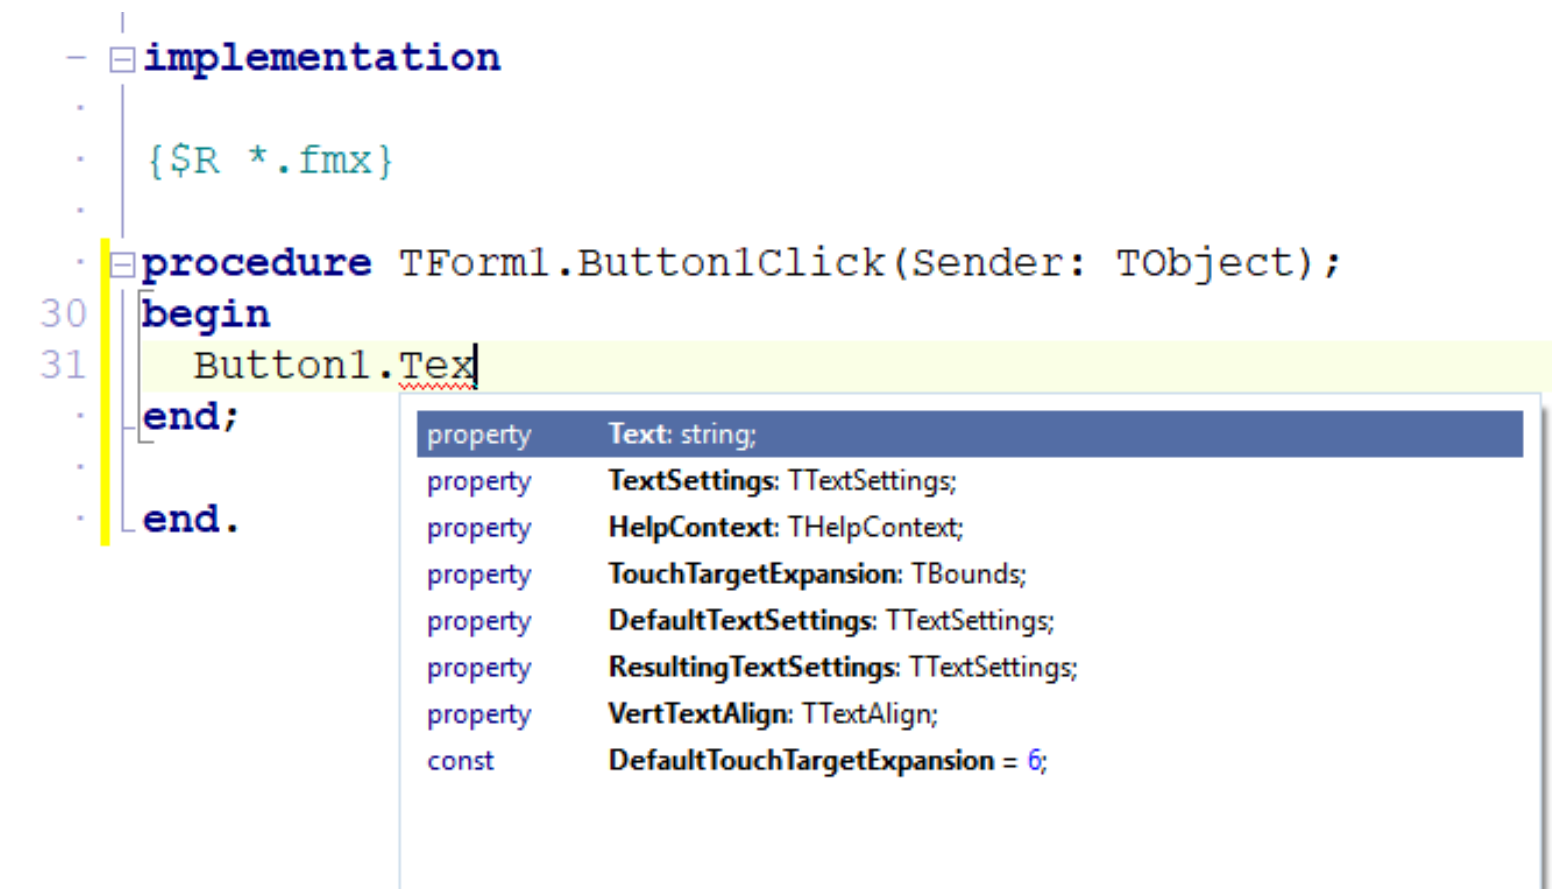 implementation
{$R *.fmx}
procedure TForm1.Button1Click(Sender: TObject);
30 begin
31 Button1.Tex
end;
property Text: string;
property TextSettings: TTextSettings;
property HelpContext: THelpContext;
property TouchTargetExpansion: TBounds;
property DefaultTextSettings: TTextSettings;
property ResultingTextSettings: TTextSettings;
property VertTextAlign: TTextAlign;
const DefaultTouchTargetExpansion = 6;
end.